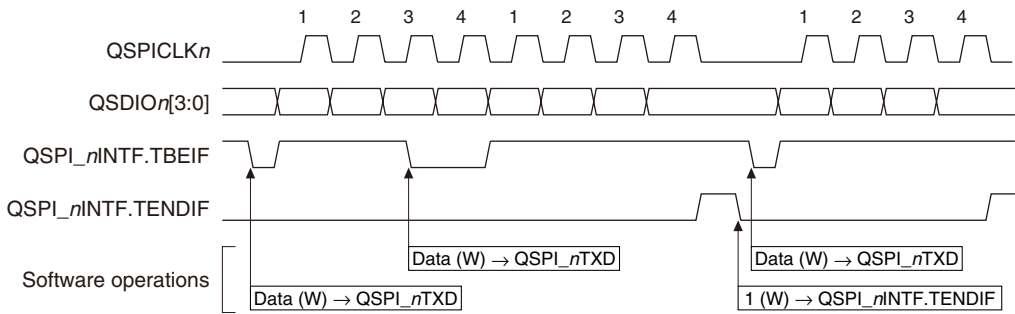 1 2 3 4 1 2 3 4 1 2 3 4
QSPICLKn
QSDIOn[3:0]
QSPI_nINTF.TBEIF
QSPI_nINTF.TENDIF
Software operations
Data (W) → QSPI_nTXD
Data (W) → QSPI_nTXD
Data (W) → QSPI_nTXD
1 (W) → QSPI_nINTF.TENDIF